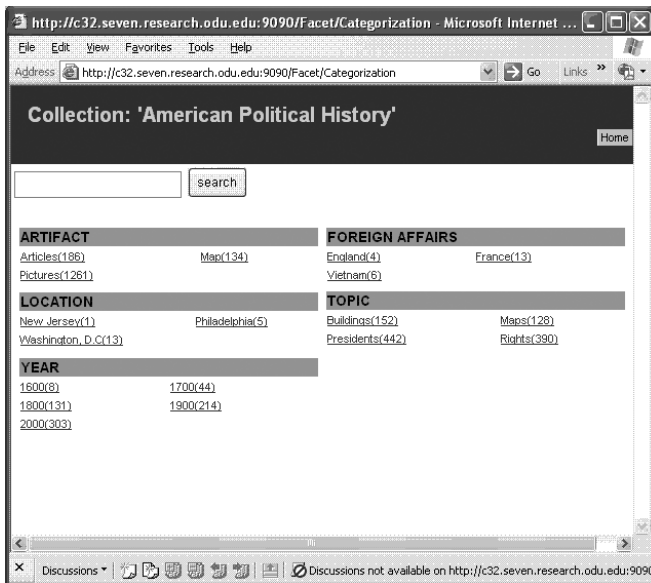 http://c32.seven.research.odu.edu:9090/Facet/Categorization - Microsoft Internet ...
File Edit View Favorites Tools Help
Address http://c32.seven.research.odu.edu:9090/Facet/Categorization Go Links »
Collection: 'American Political History'
Home
search
ARTIFACT
Articles(186) Map(134)
Pictures(1261)
LOCATION
New Jersey(1) Philadelphia(5)
Washington, D.C(13)
YEAR
1600(8) 1700(44)
1800(131) 1900(214)
2000(303)
FOREIGN AFFAIRS
England(4) France(13)
Vietnam(6)
TOPIC
Buildings(152) Maps(128)
Presidents(442) Rights(390)
Discussions Discussions not available on http://c32.seven.research.odu.edu:9090